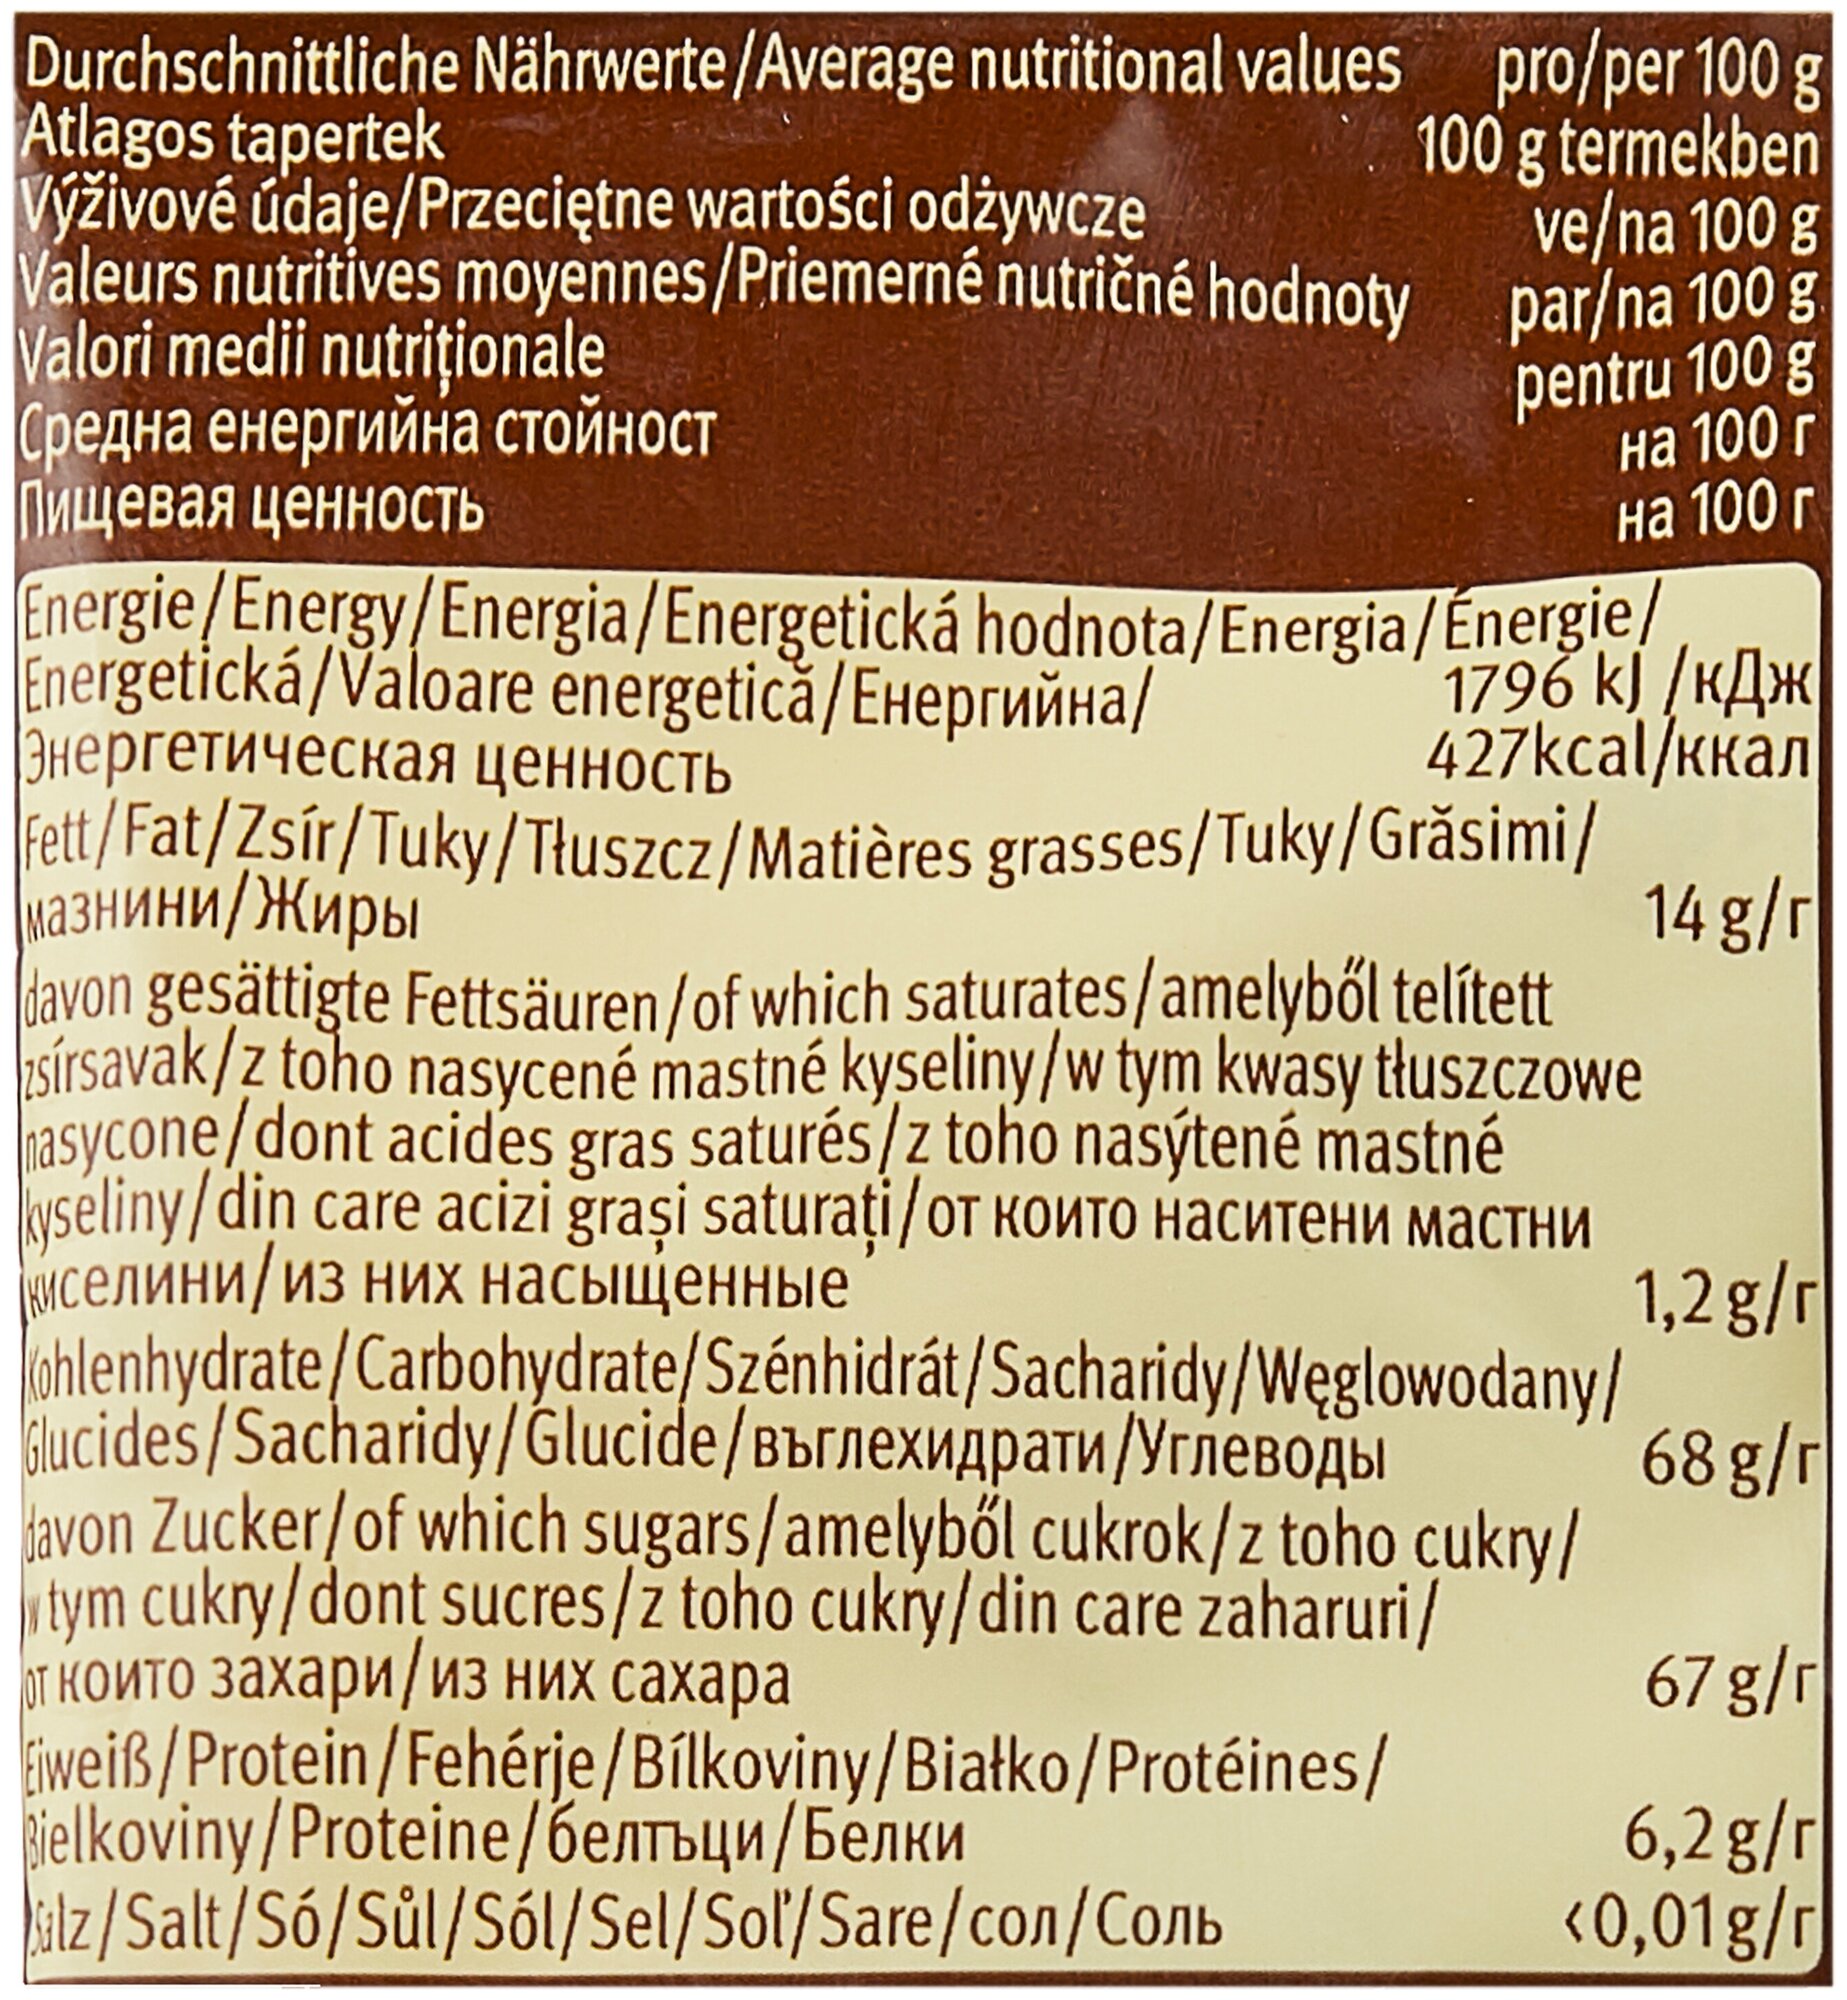 Durchschnittliche Nährwerte/Average nutritional values pro/per 100 g
Atlagos tapertek 100 g termekben
Výživové údaje/Przeciętne wartości odżywcze ve/na 100 g
Valeurs nutritives moyennes/Priemerné nutričné hodnoty par/na 100 g
Valori medii nutriționale pentru 100 g
Средна енергийна стойност на 100 г
Пищевая ценность на 100 г
Energie/Energy/Energia/Energetická hodnota/Energia/Énergie/
Energetická/Valoare energetică/Енергийна/ 1796 kJ /кДж
Энергетическая ценность 427kcal/ккал
Fett/Fat/Zsír/Tuky/Tłuszcz/Matières grasses/Tuky/Grăsimi/
мазнини/Жиры 14 g/г
davon gesättigte Fettsäuren/of which saturates/amelyből telített
zsírsavak/z toho nasycené mastné kyseliny/w tym kwasy tłuszczowe
nasycone/dont acides gras saturés/z toho nasýtené mastné
kyseliny/din care acizi grași saturați/от които наситени мастни
киселини/из них насыщенные 1,2 g/г
Kohlenhydrate/Carbohydrate/Szénhidrát/Sacharidy/Węglowodany/
Glucides/Sacharidy/Glucide/въглехидрати/Углеводы 68 g/г
davon Zucker/of which sugars/amelyből cukrok/z toho cukry/
w tym cukry/dont sucres/z toho cukry/din care zaharuri/
от които захари/из них сахара 67 g/г
Eiweiß/Protein/Fehérje/Bílkoviny/Białko/Protéines/
Bielkoviny/Proteine/белтъци/Белки 6,2 g/г
Salz/Salt/Só/Sůl/Sól/Sel/Soľ/Sare/сол/Соль <0,01g/г